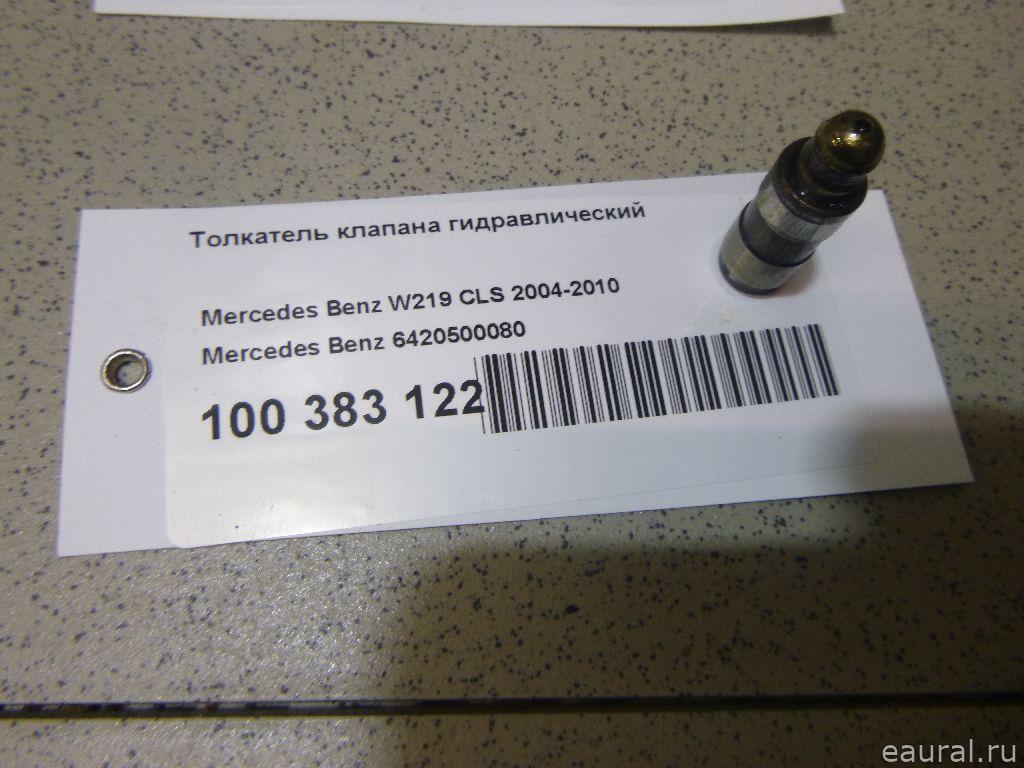 Толкатель клапана гидравлический
Mercedes Benz W219 CLS 2004-2010
Mercedes Benz 6420500080
100 383 122
eaural.ru